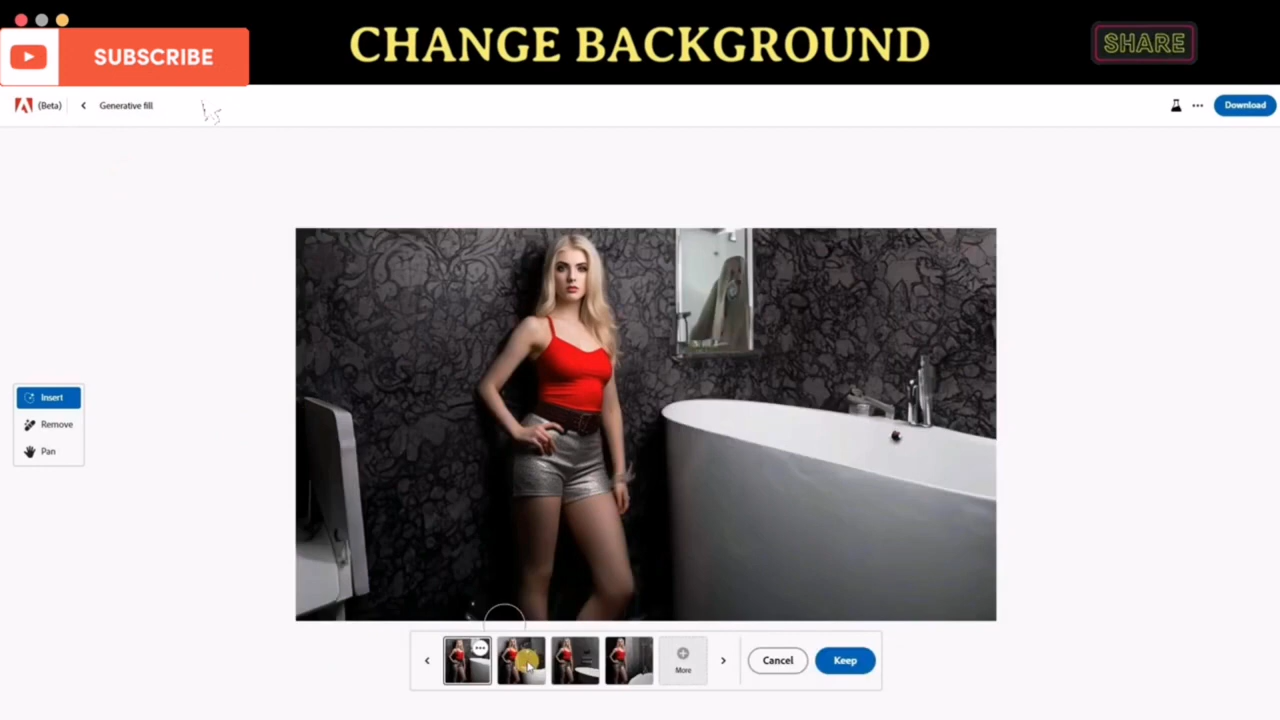 CHANGE BACKGROUND
SUBSCRIBE
SHARE
(Beta)
Generative fill
Download
Insert
Remove
Pan
More
Cancel
Keep